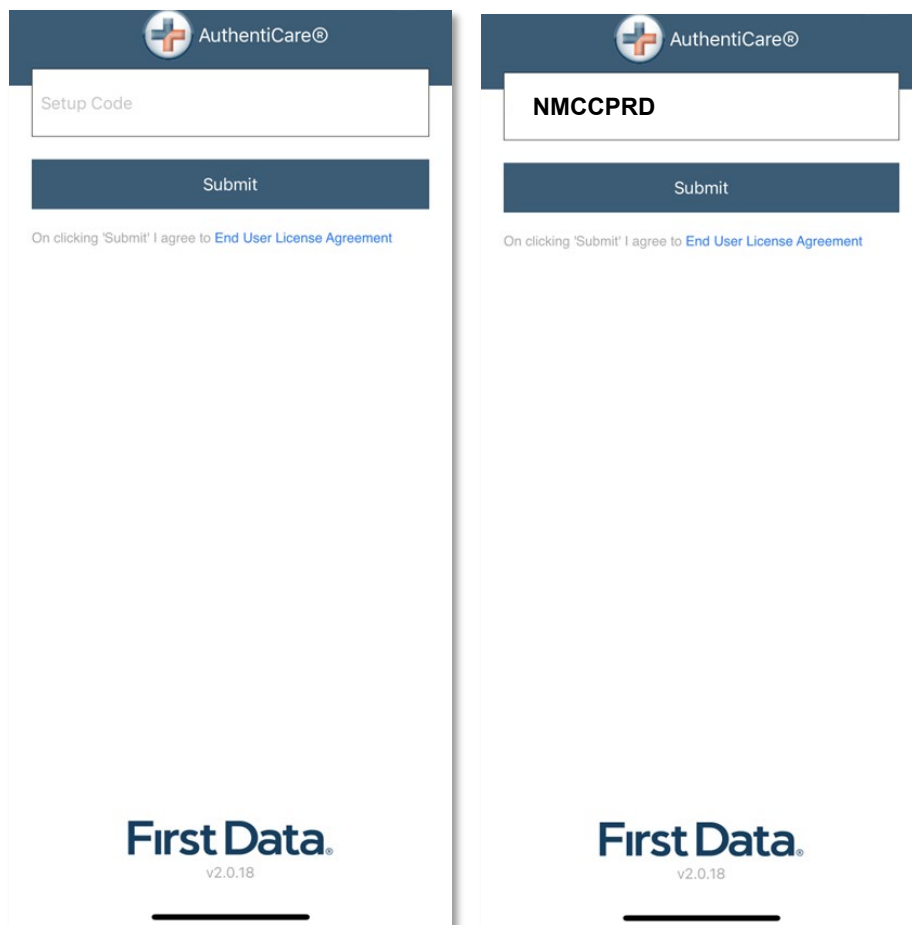 AuthentiCare®
Setup Code
Submit
On clicking 'Submit' I agree to End User License Agreement
First Data®
v2.0.18
AuthentiCare®
NMCCPRD
Submit
On clicking 'Submit' I agree to End User License Agreement
First Data®
v2.0.18